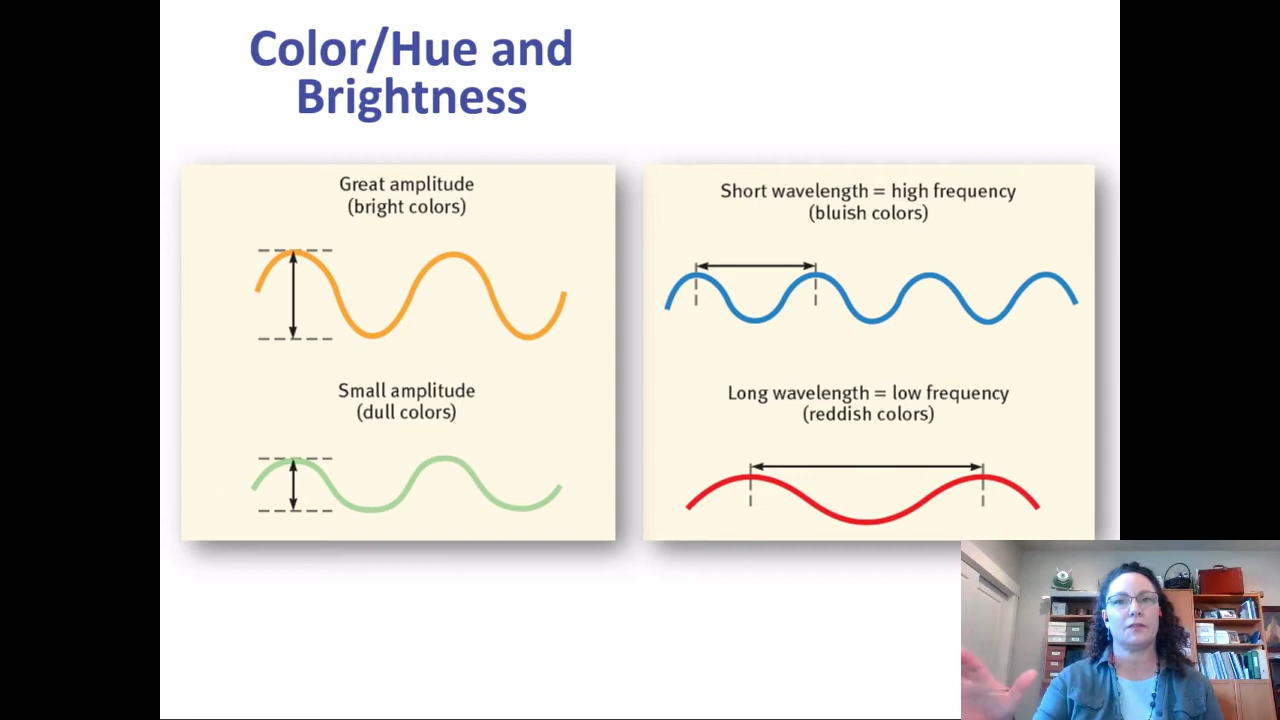 Color/Hue and
Brightness
Great amplitude
(bright colors)
Small amplitude
(dull colors)
Short wavelength = high frequency
(bluish colors)
Long wavelength = low frequency
(reddish colors)